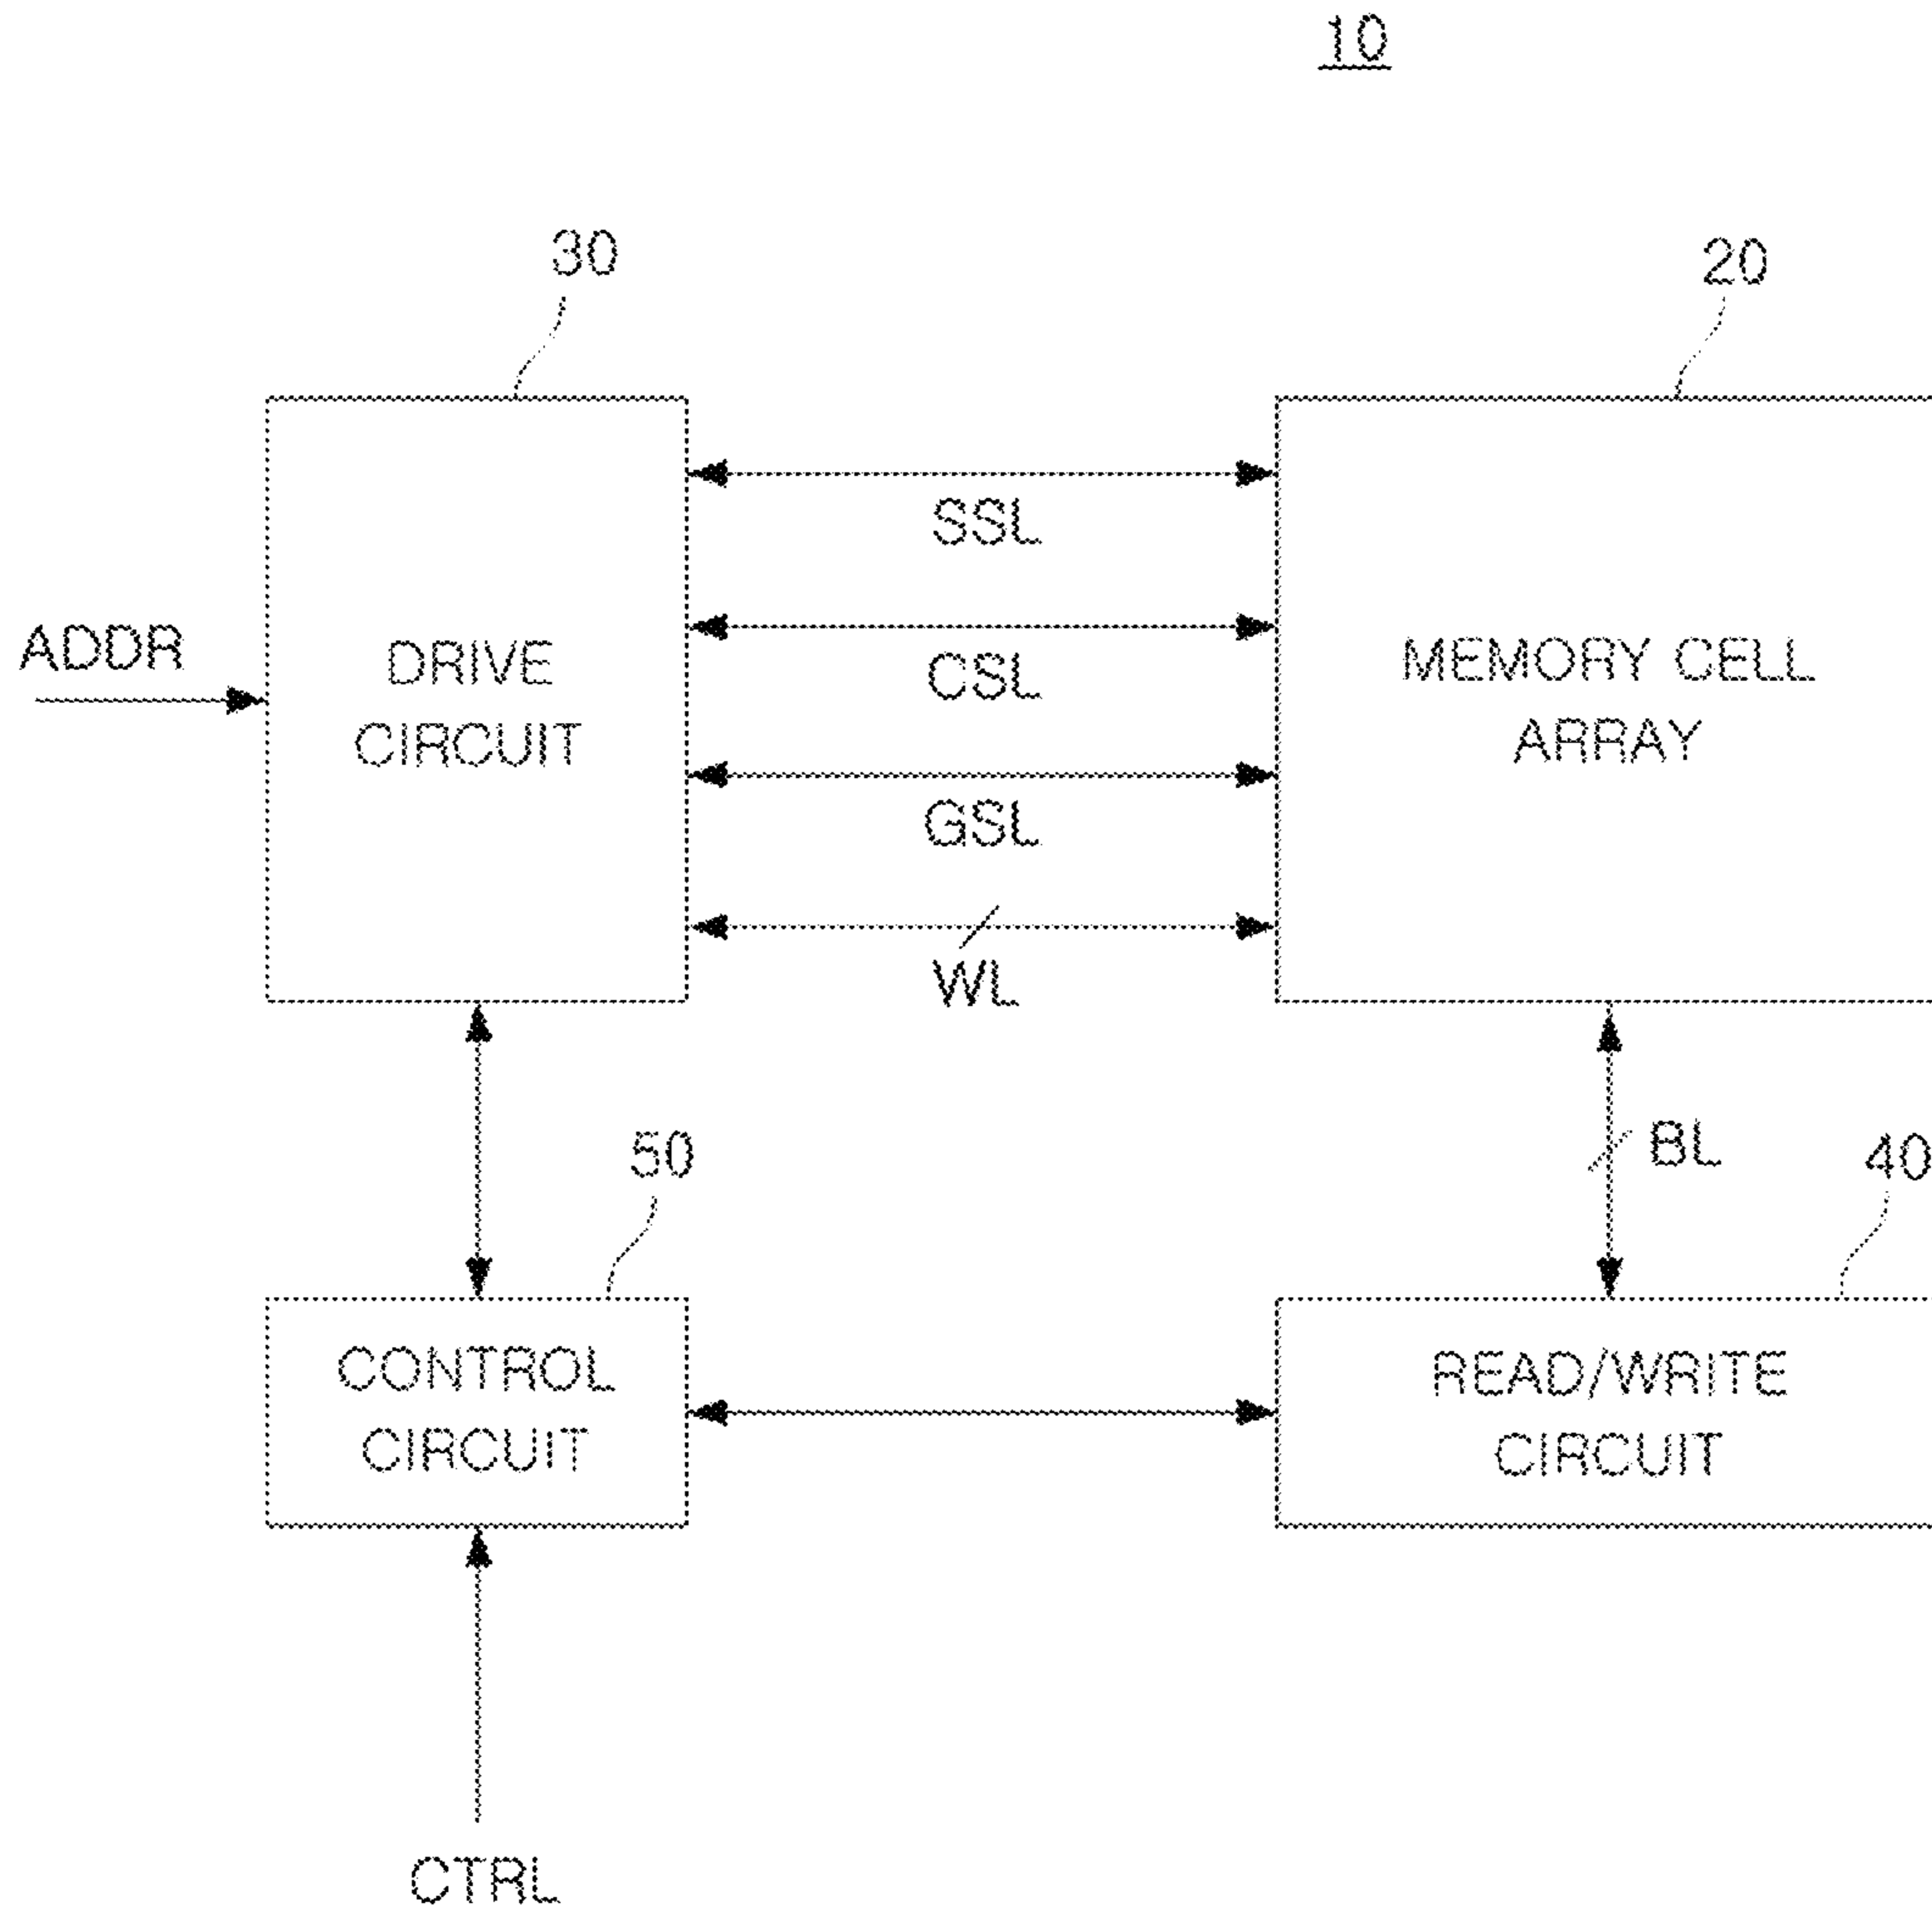 10
30
20
SSL
ADDR
DRIVE
CIRCUIT
CSL
MEMORY CELL
ARRAY
GSL
WL
50
BL
40
CONTROL
CIRCUIT
READ/WRITE
CIRCUIT
CTRL